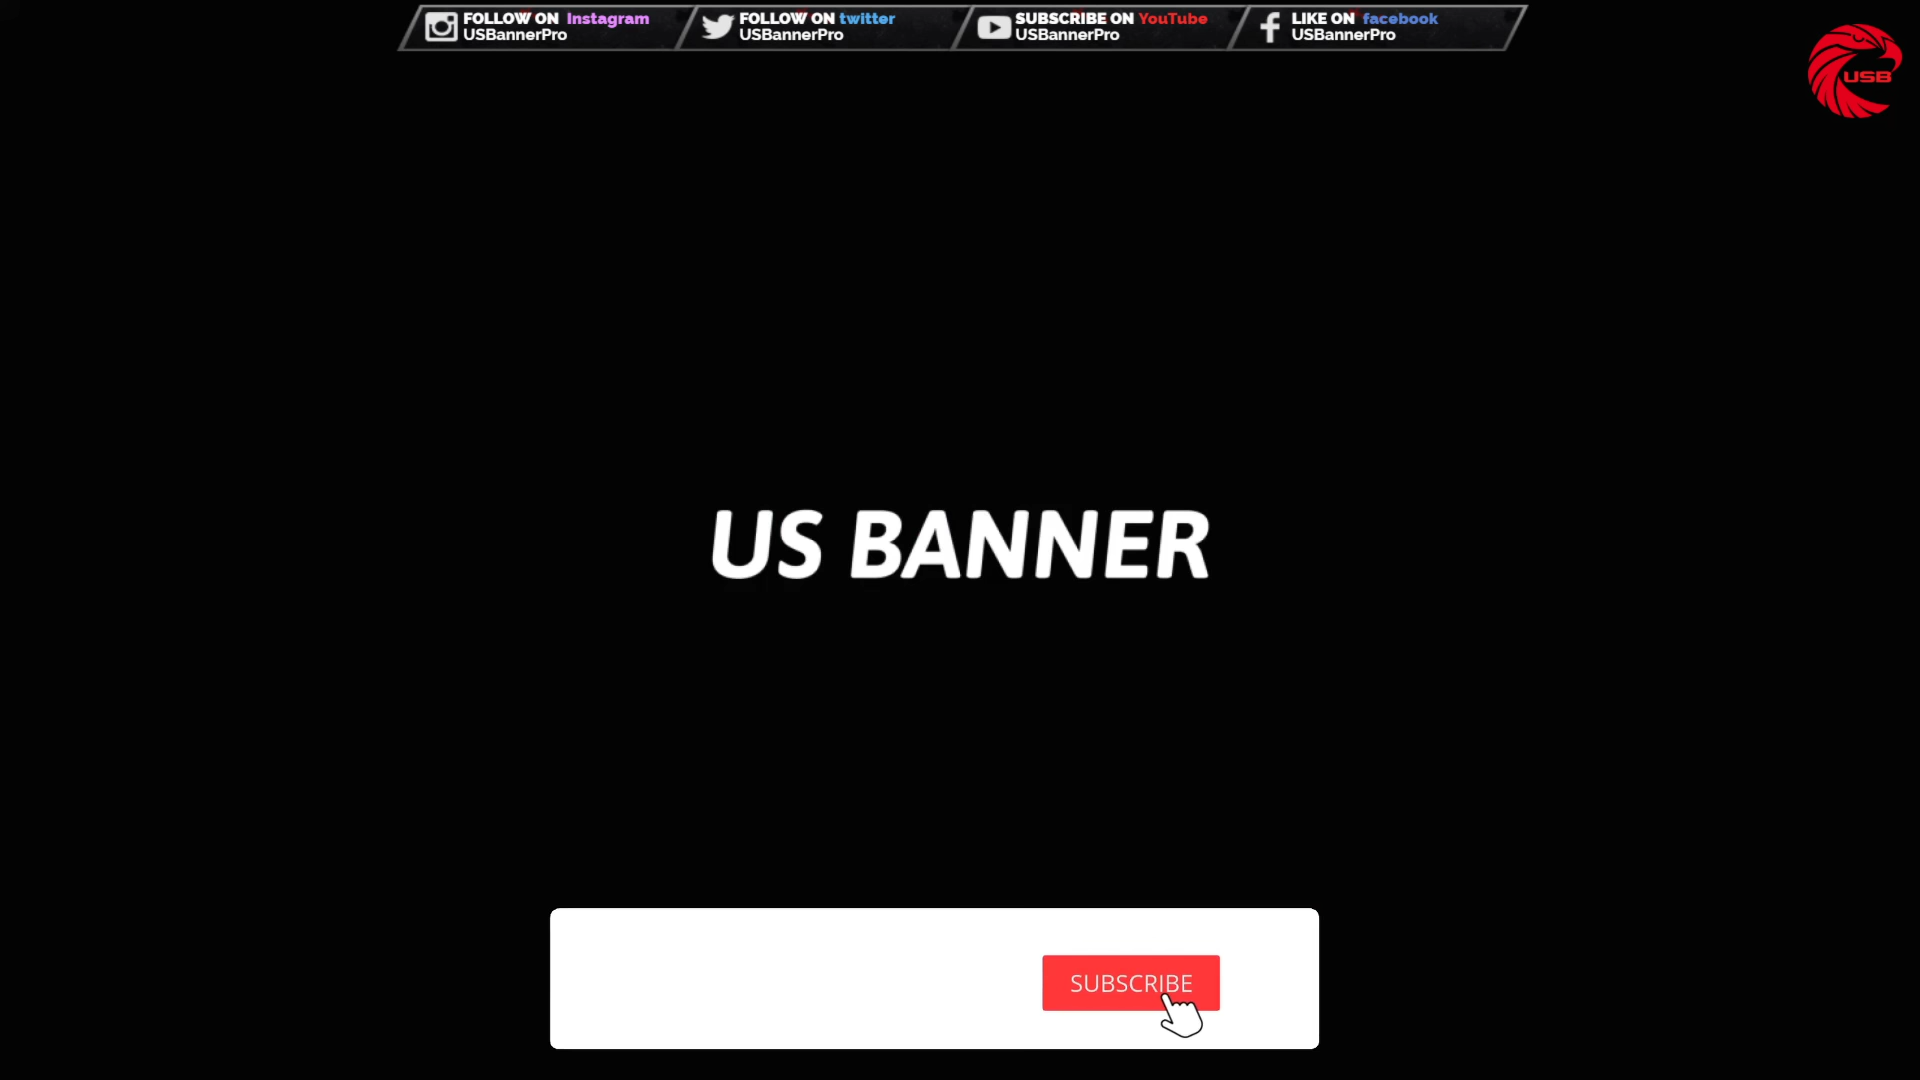 FOLLOW ON Instagram
USBannerPro
FOLLOW ON twitter
USBannerPro
SUBSCRIBE ON YouTube
USBannerPro
LIKE ON facebook
USBannerPro
USB
US BANNER
SUBSCRIBE